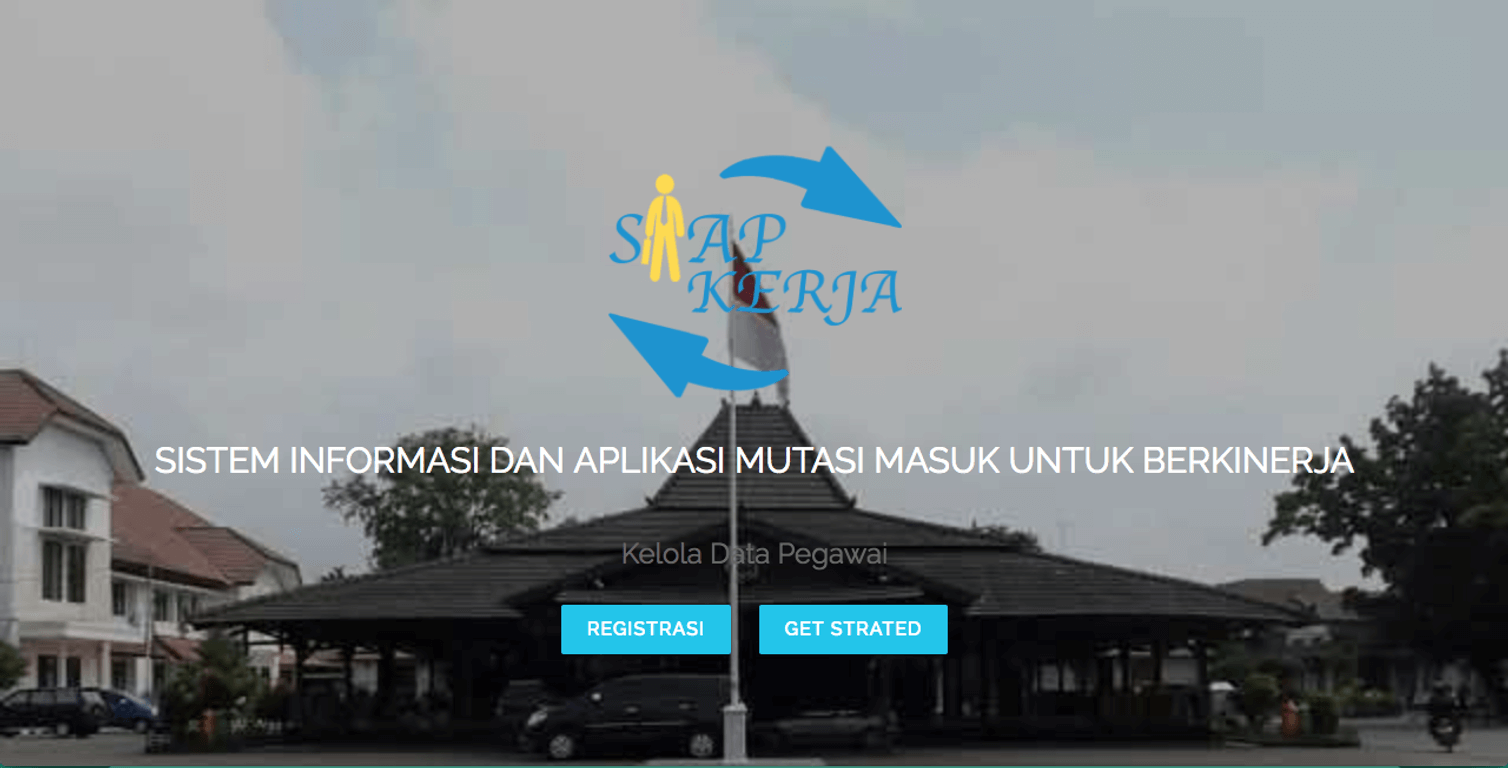 SIAP
KERJA
SISTEM INFORMASI DAN APLIKASI MUTASI MASUK UNTUK BERKINERJA
Kelola Data Pegawai
REGISTRASI
GET STRATED